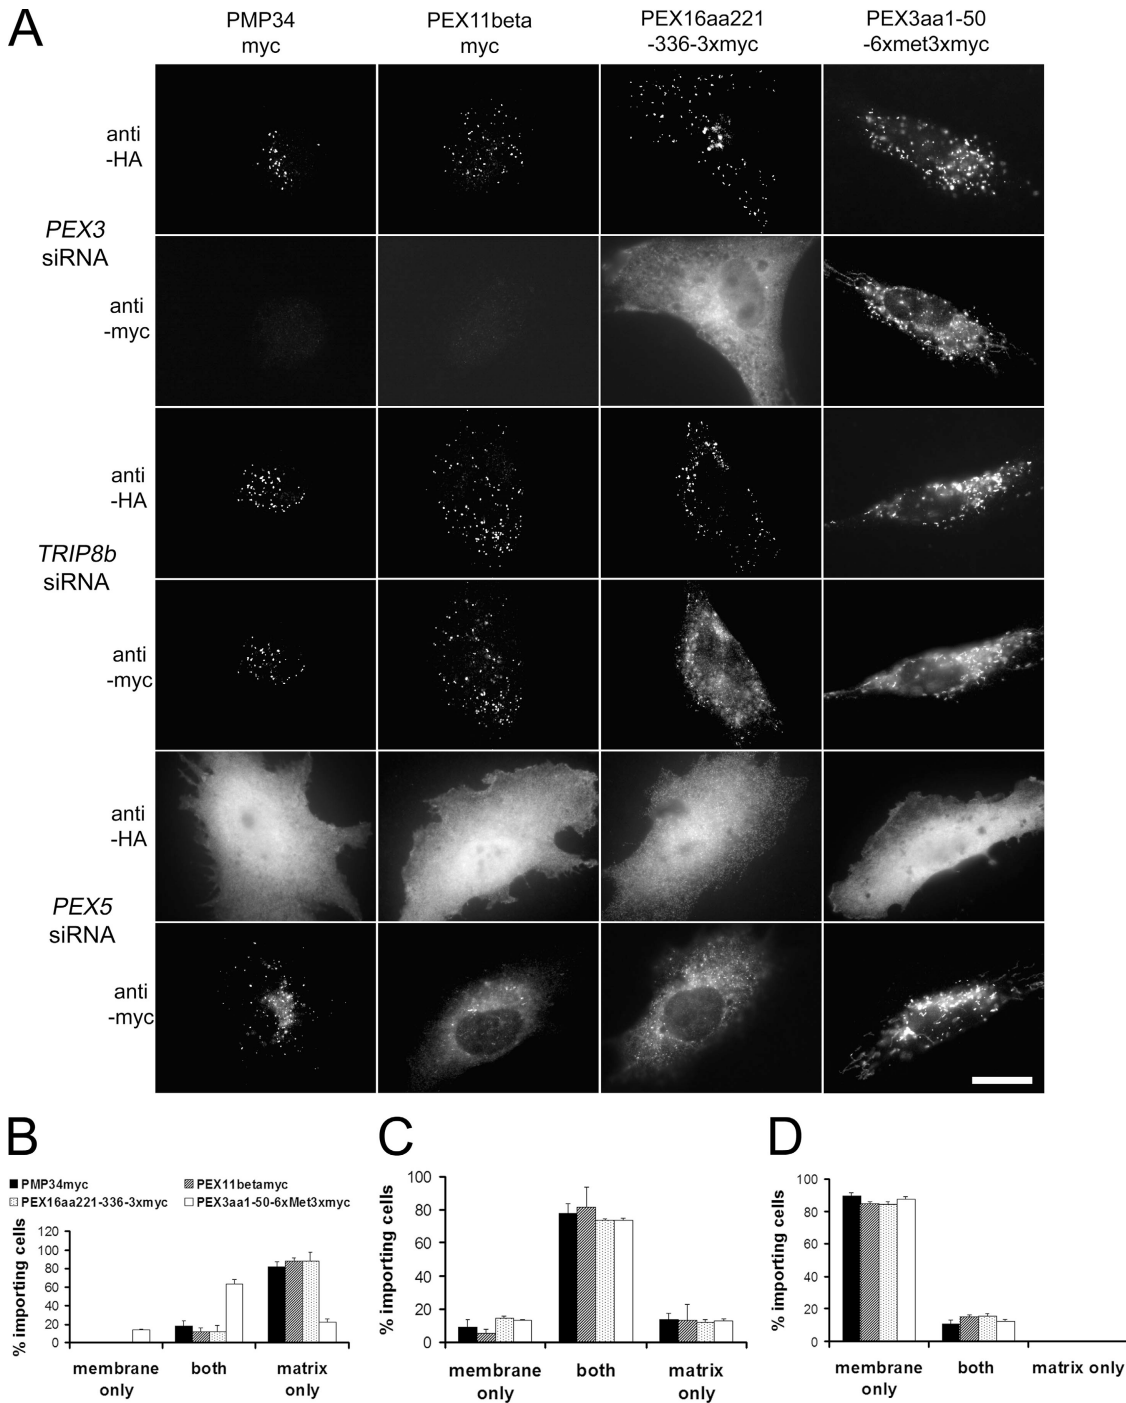 A
PMP34
myc
PEX11beta
myc
PEX16aa221
-336-3xmyc
PEX3aa1-50
-6xmet3xmyc
anti
-HA
PEX3
siRNA
anti
-myc
anti
-HA
TRIP8b
siRNA
anti
-myc
anti
-HA
PEX5
siRNA
anti
-myc
B
PMP34myc
PEX11betamyc
PEX16aa221-336-3xmyc
PEX3aa1-50-6xMet3xmyc
% importing cells
120
100
80
60
40
20
0
membrane
only
both
matrix
only
C
% importing cells
100
80
60
40
20
0
membrane
only
both
matrix
only
D
% importing cells
100
80
60
40
20
0
membrane
only
both
matrix only